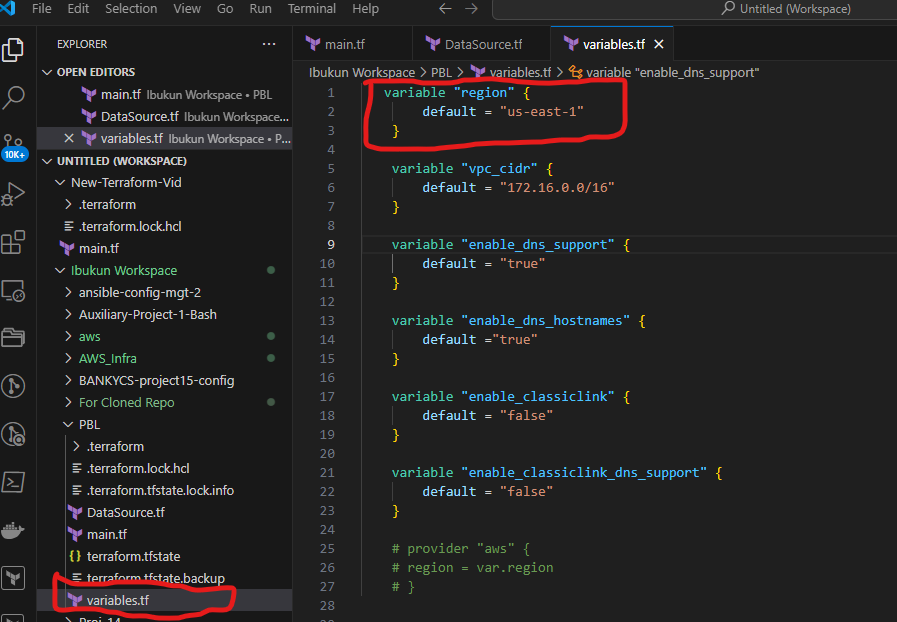 File Edit Selection View Go Run Terminal Help
Untitled (Workspace)
EXPLORER
main.tf
DataSource.tf
variables.tf
OPEN EDITORS
main.tf Ibukun Workspace • PBL
DataSource.tf Ibukun Workspace...
variables.tf Ibukun Workspace • P...
10K+
UNTITLED (WORKSPACE)
New-Terraform-Vid
.terraform
.terraform.lock.hcl
main.tf
Ibukun Workspace
ansible-config-mgt-2
Auxiliary-Project-1-Bash
aws
AWS_Infra
BANKYCS-project15-config
For Cloned Repo
PBL
.terraform
.terraform.lock.hcl
.terraform.tfstate.lock.info
DataSource.tf
main.tf
terraform.tfstate
terraform.tfstate.backup
variables.tf
Proj-14
Ibukun Workspace > PBL > variables.tf > variable "enable_dns_support"
1 variable "region" {
2 default = "us-east-1"
3 }
4
5 variable "vpc_cidr" {
6 default = "172.16.0.0/16"
7 }
8
9 variable "enable_dns_support" {
10 default = "true"
11 }
12
13 variable "enable_dns_hostnames" {
14 default ="true"
15 }
16
17 variable "enable_classiclink" {
18 default = "false"
19 }
20
21 variable "enable_classiclink_dns_support" {
22 default = "false"
23 }
24
25 # provider "aws" {
26 # region = var.region
27 # }
28